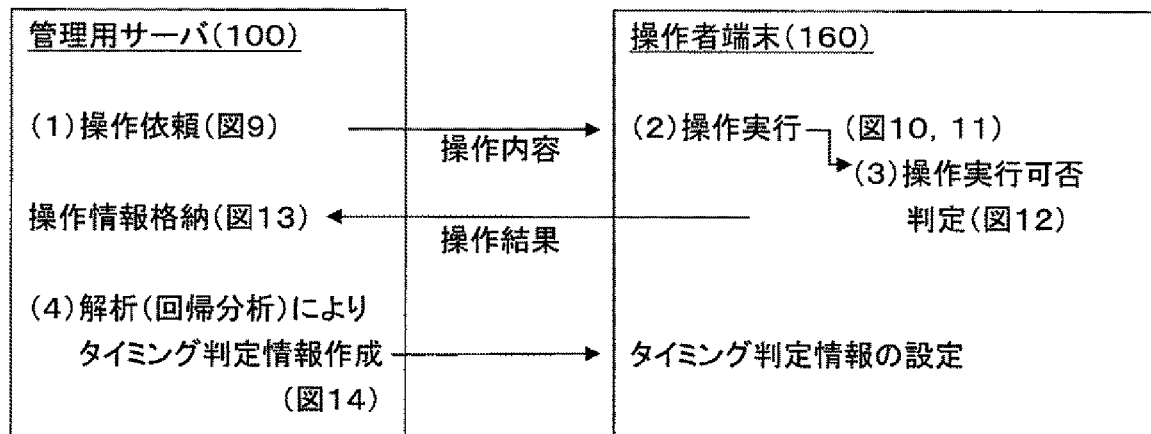 管理用サーバ(100)
(1)操作依頼(図9)
操作内容
操作情報格納(図13)
操作結果
(4)解析(回帰分析)により
タイミング判定情報作成
(図14)
操作者端末(160)
(2)操作実行 (図10, 11)
(3)操作実行可否
判定(図12)
タイミング判定情報の設定